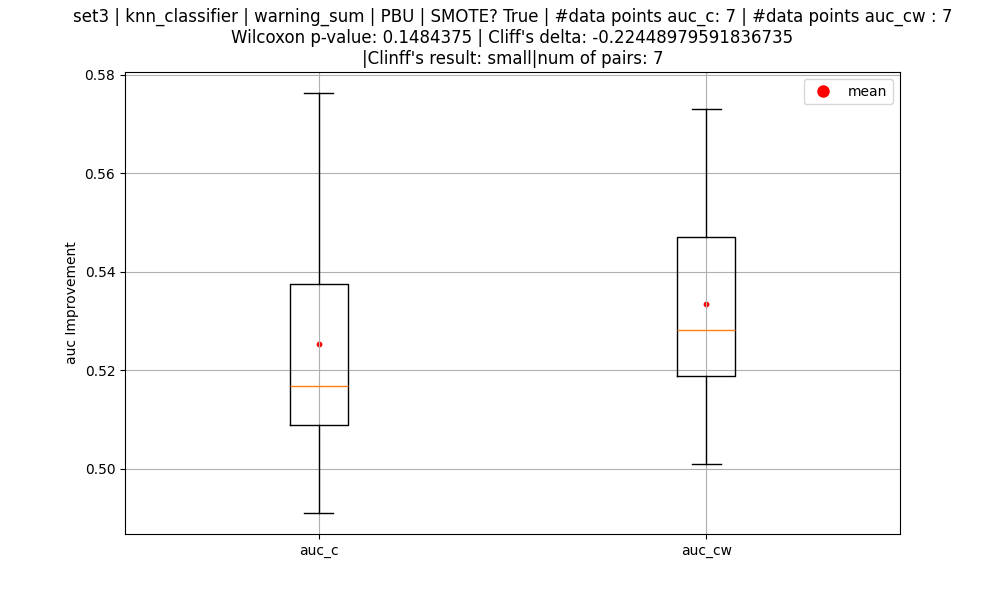 set3 | knn_classifier | warning_sum | PBU | SMOTE? True | #data points auc_c: 7 | #data points auc_cw : 7
Wilcoxon p-value: 0.1484375 | Cliff's delta: -0.22448979591836735
|Clinff's result: small|num of pairs: 7
mean
auc Improvement
0.58
0.56
0.54
0.52
0.50
auc_c
auc_cw